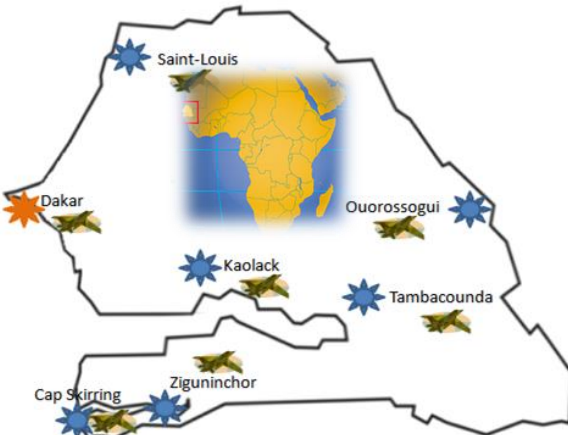 Saint-Louis
Dakar
Ouorossogui
Kaolack
Tambacounda
Ziguninchor
Cap Skirring